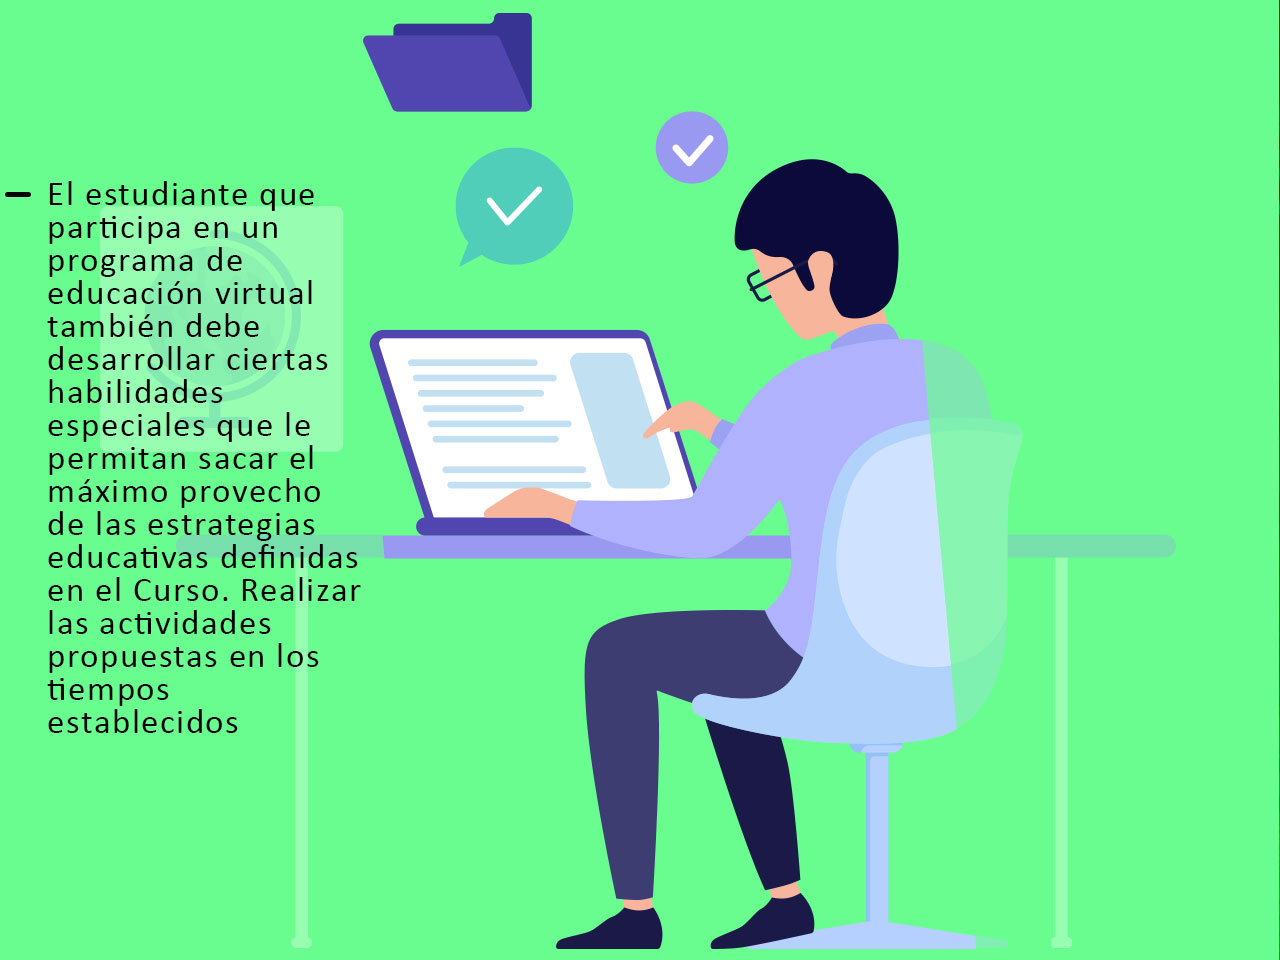 – El estudiante que
participa en un
programa de
educación virtual
también debe
desarrollar ciertas
habilidades
especiales que le
permitan sacar el
máximo provecho
de las estrategias
educativas definidas
en el Curso. Realizar
las actividades
propuestas en los
tiempos
establecidos